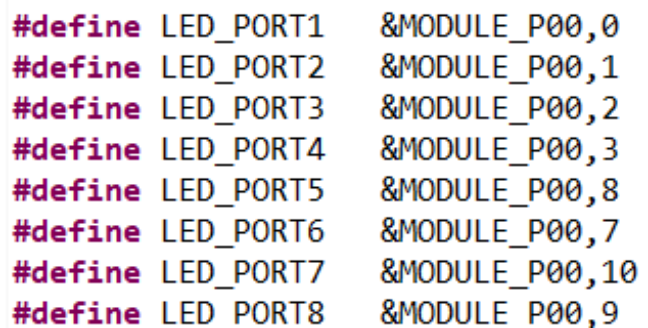 #define LED_PORT1 &MODULE_P00,0
#define LED_PORT2 &MODULE_P00,1
#define LED_PORT3 &MODULE_P00,2
#define LED_PORT4 &MODULE_P00,3
#define LED_PORT5 &MODULE_P00,8
#define LED_PORT6 &MODULE_P00,7
#define LED_PORT7 &MODULE_P00,10
#define LED_PORT8 &MODULE_P00,9